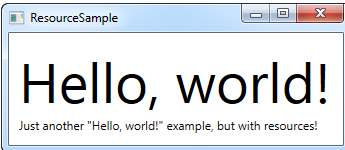 ResourceSample
Hello, world!
Just another "Hello, world!" example, but with resources!